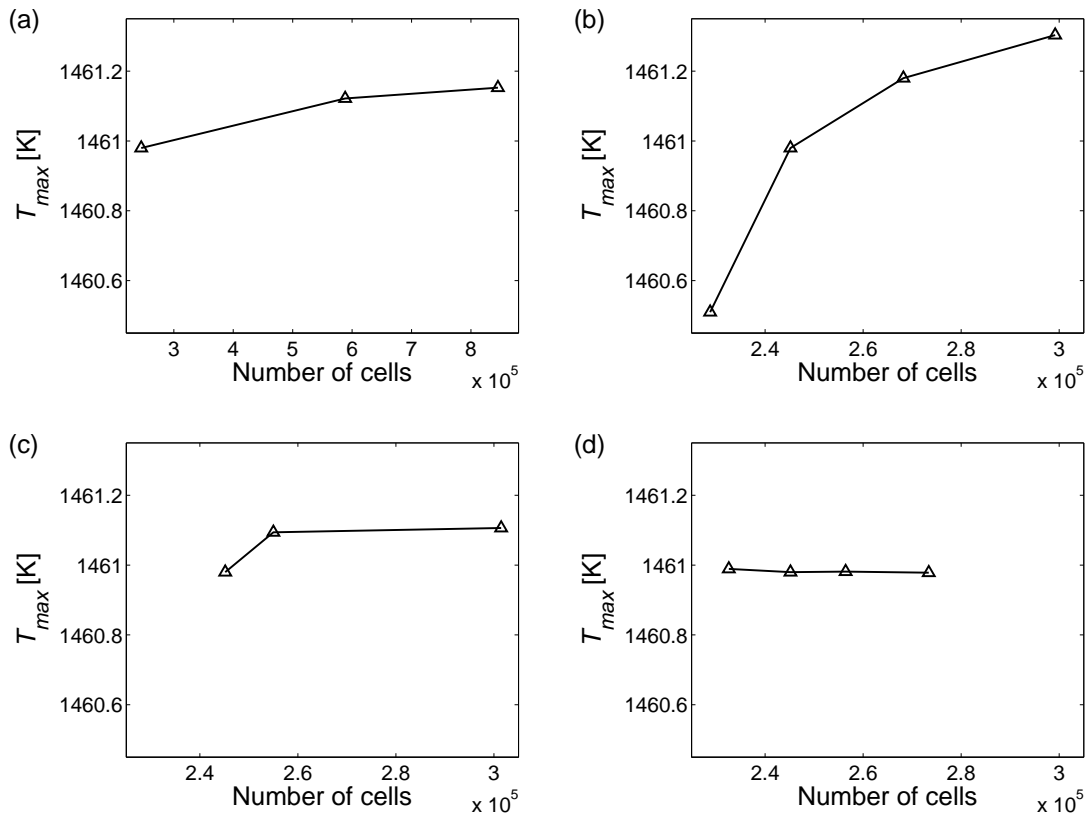 (a)
1461.2
1461
1460.8
1460.6
T_max [K]
3 4 5 6 7 8
Number of cells
x 10^5
(b)
1461.2
1461
1460.8
1460.6
T_max [K]
2.4 2.6 2.8 3
Number of cells
x 10^5
(c)
1461.2
1461
1460.8
1460.6
T_max [K]
2.4 2.6 2.8 3
Number of cells
x 10^5
(d)
1461.2
1461
1460.8
1460.6
T_max [K]
2.4 2.6 2.8 3
Number of cells
x 10^5